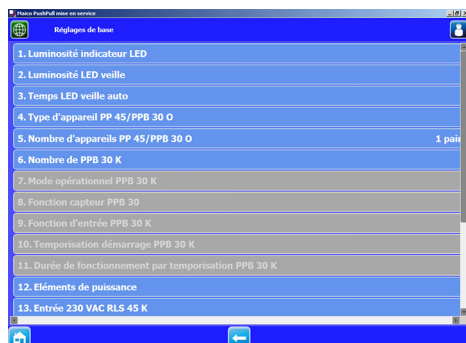 Maico PushPull mise en service
Réglages de base
1. Luminosité indicateur LED
2. Luminosité LED veille
3. Temps LED veille auto
4. Type d'appareil PP 45/PPB 30 O
5. Nombre d'appareils PP 45/PPB 30 O 1 pair
6. Nombre de PPB 30 K
7. Mode opérationnel PPB 30 K
8. Fonction capteur PPB 30
9. Fonction d'entrée PPB 30 K
10. Temporisation démarrage PPB 30 K
11. Durée de fonctionnement par temporisation PPB 30 K
12. Eléments de puissance
13. Entrée 230 VAC RLS 45 K